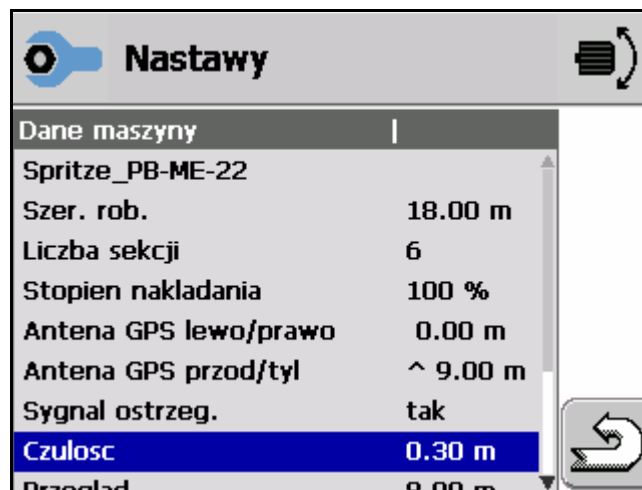 Nastawy
Dane maszyny
Spritze_PB-ME-22
Szer. rob. 18.00 m
Liczba sekcji 6
Stopien nakladania 100 %
Antena GPS lewo/prawo 0.00 m
Antena GPS przod/tyl ^ 9.00 m
Sygnal ostrzeg. tak
Czulosc 0.30 m